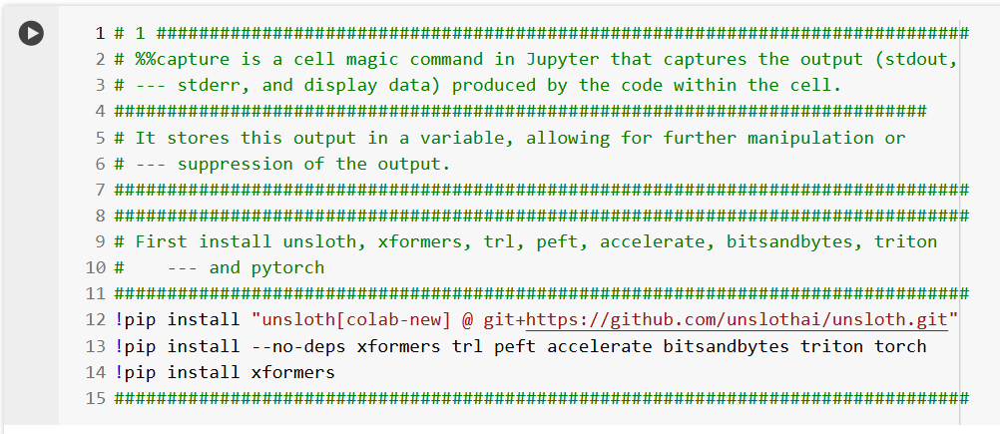 1 # 1 #############################################################################
2 # %%capture is a cell magic command in Jupyter that captures the output (stdout,
3 # --- stderr, and display data) produced by the code within the cell.
4 #############################################################################
5 # It stores this output in a variable, allowing for further manipulation or
6 # --- suppression of the output.
7 #################################################################################
8 #################################################################################
9 # First install unsloth, xformers, trl, peft, accelerate, bitsandbytes, triton
10 #    --- and pytorch
11 #################################################################################
12 !pip install "unsloth[colab-new] @ git+https://github.com/unslothai/unsloth.git"
13 !pip install --no-deps xformers trl peft accelerate bitsandbytes triton torch
14 !pip install xformers
15 #################################################################################